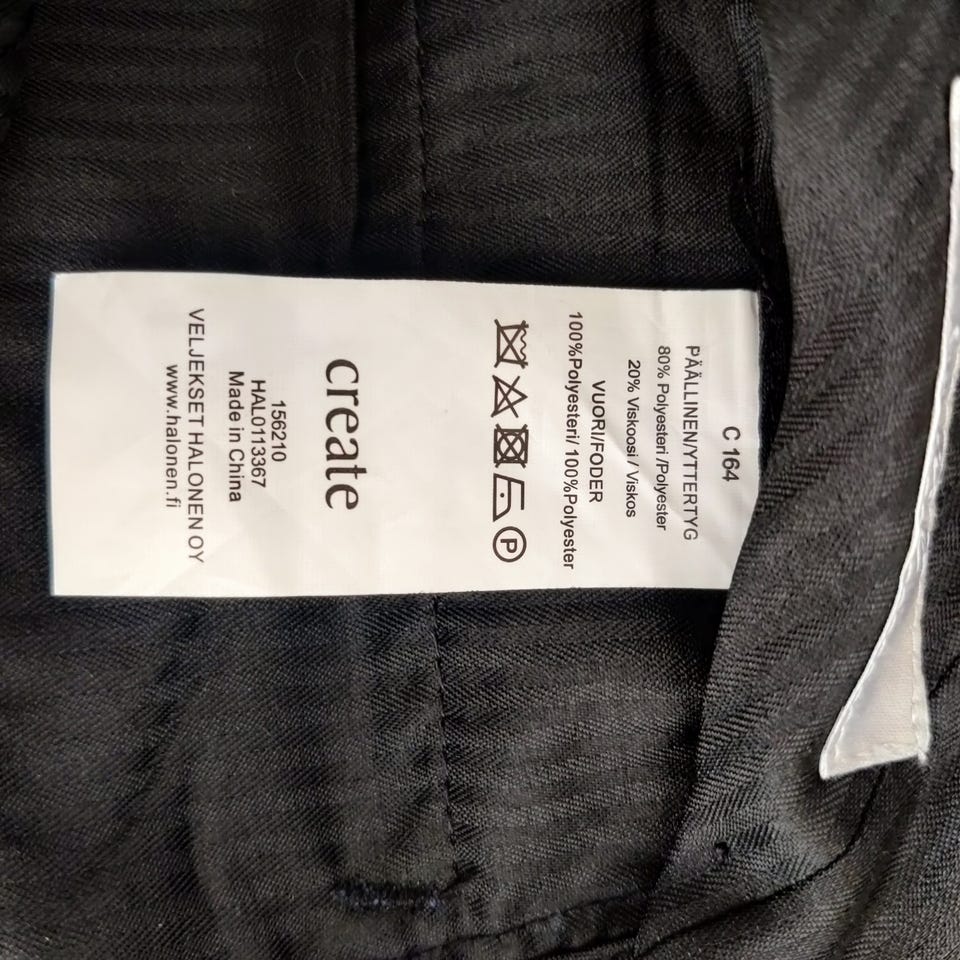 C 164
PÄÄLLINEN/YTTERTYG
80% Polyesteri /Polyester
20% Viskoosi / Viskos
VUORI/FODER
100%Polyesteri/ 100%Polyester
P
create
156210
HAL0113367
Made in China
VELJEKSET HALONEN OY
www.halonen.fi